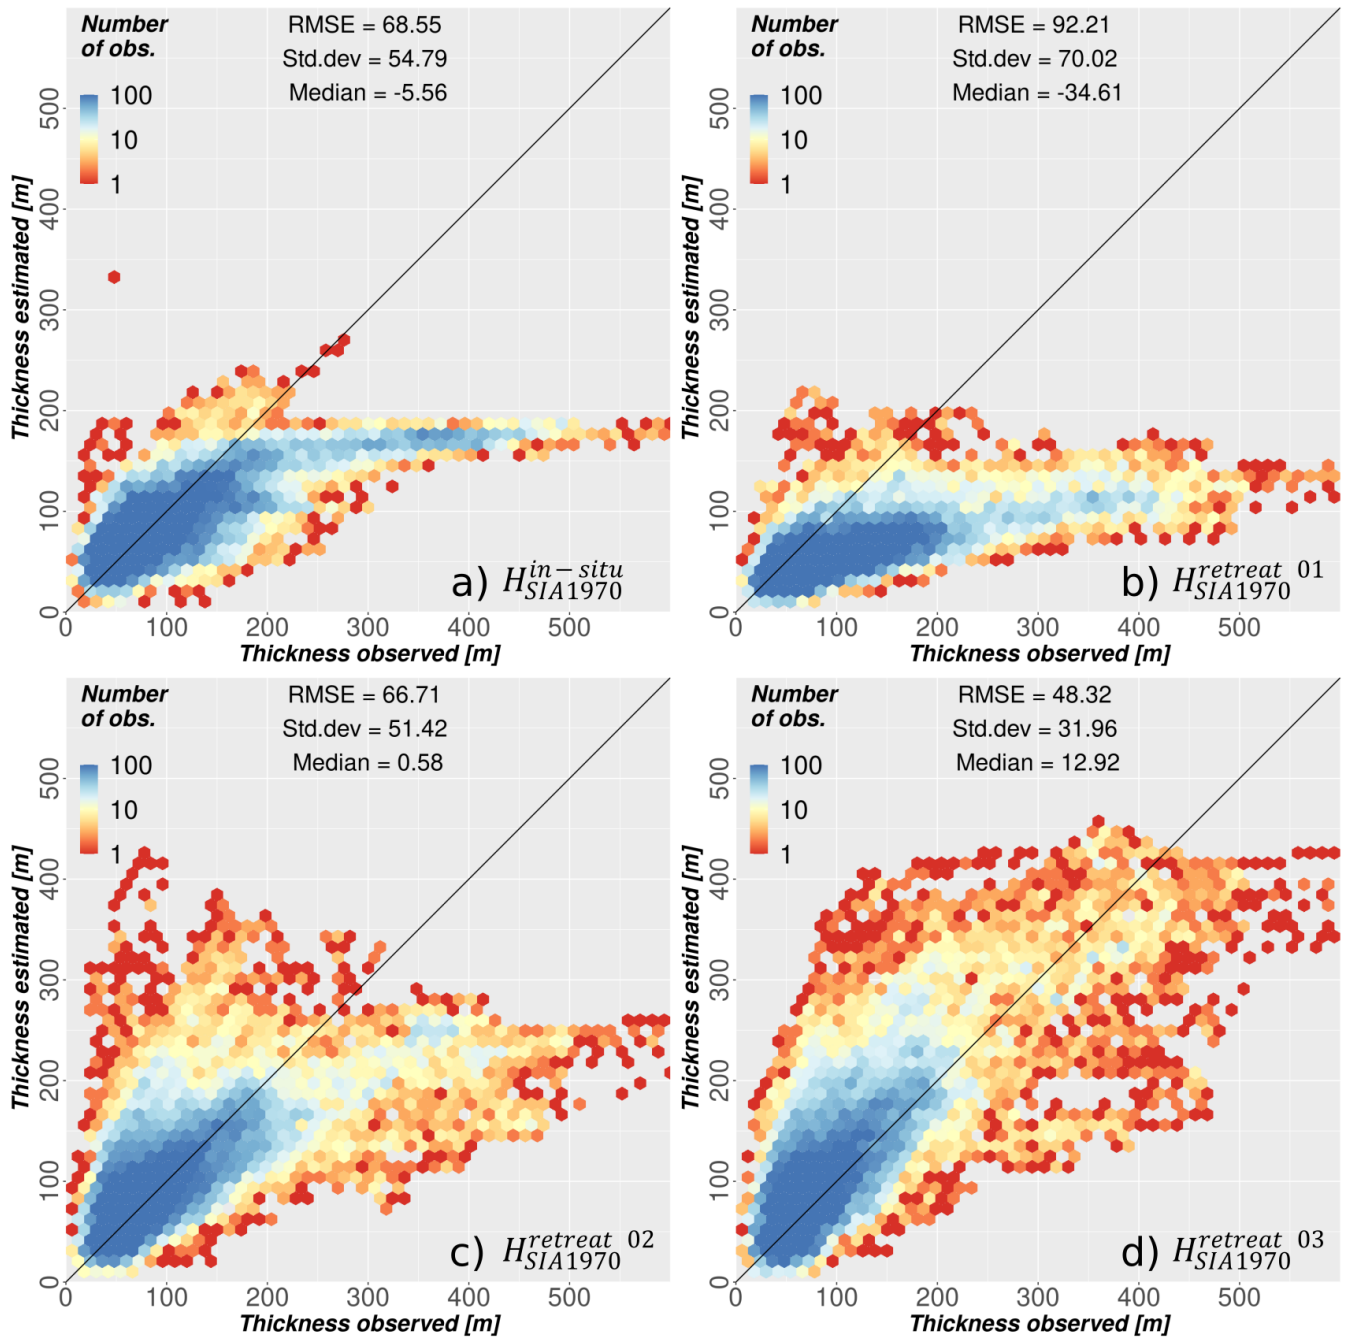 Number
of obs.
100
10
1
RMSE = 68.55
Std.dev = 54.79
Median = -5.56
Thickness estimated [m]
500
400
300
200
100
0
a) H_{SIA1970}^{in-situ}
0 100 200 300 400 500
Thickness observed [m]
Number
of obs.
100
10
1
RMSE = 92.21
Std.dev = 70.02
Median = -34.61
Thickness estimated [m]
500
400
300
200
100
0
b) H_{SIA1970}^{retreat 01}
0 100 200 300 400 500
Thickness observed [m]
Number
of obs.
100
10
1
RMSE = 66.71
Std.dev = 51.42
Median = 0.58
Thickness estimated [m]
500
400
300
200
100
0
c) H_{SIA1970}^{retreat 02}
0 100 200 300 400 500
Thickness observed [m]
Number
of obs.
100
10
1
RMSE = 48.32
Std.dev = 31.96
Median = 12.92
Thickness estimated [m]
500
400
300
200
100
0
d) H_{SIA1970}^{retreat 03}
0 100 200 300 400 500
Thickness observed [m]